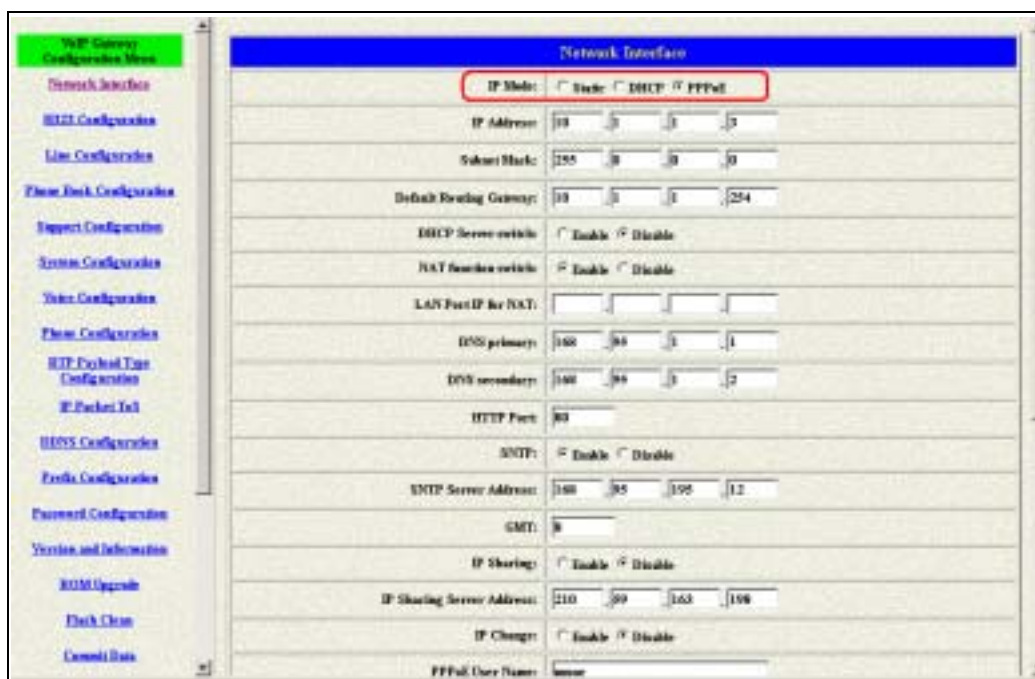 VoIP Gateway
Configuration Menu
Network Interface
H323 Configuration
Line Configuration
Phone Book Configuration
Support Configuration
System Configuration
Voice Configuration
Phone Configuration
RTP Payload Type
Configuration
IP Packet ToS
DDNS Configuration
Prefix Configuration
Password Configuration
Version and Information
ROM Upgrade
Flash Clean
Commit Data
Network Interface
IP Mode: Static DHCP PPPoE
IP Address: 10 . 1 . 1 . 3
Subnet Mask: 255 . 0 . 0 . 0
Default Routing Gateway: 10 . 1 . 1 . 254
DHCP Server switch: Enable Disable
NAT function switch: Enable Disable
LAN Port IP for NAT: . . .
DNS primary: 168 . 95 . 1 . 1
DNS secondary: 168 . 95 . 1 . 2
HTTP Port: 80
SNTP: Enable Disable
SNTP Server Address: 168 . 95 . 195 . 12
GMT: 8
IP Sharing: Enable Disable
IP Sharing Server Address: 210 . 59 . 163 . 198
IP Change: Enable Disable
PPPoE User Name: